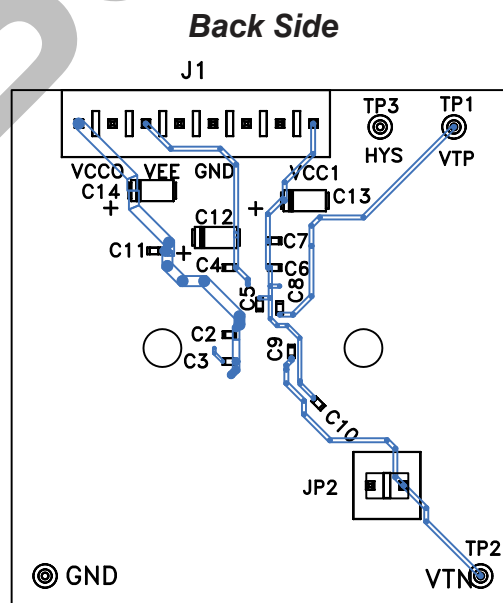 Back Side
J1
TP3 TP1
HYS VTP
VCCO VEE GND VCC1
C14 C13
+ +
C12
C7
C11 +
C4 C6
C5 C8
C2
C3 C9
C10
JP2
TP2
GND VTN